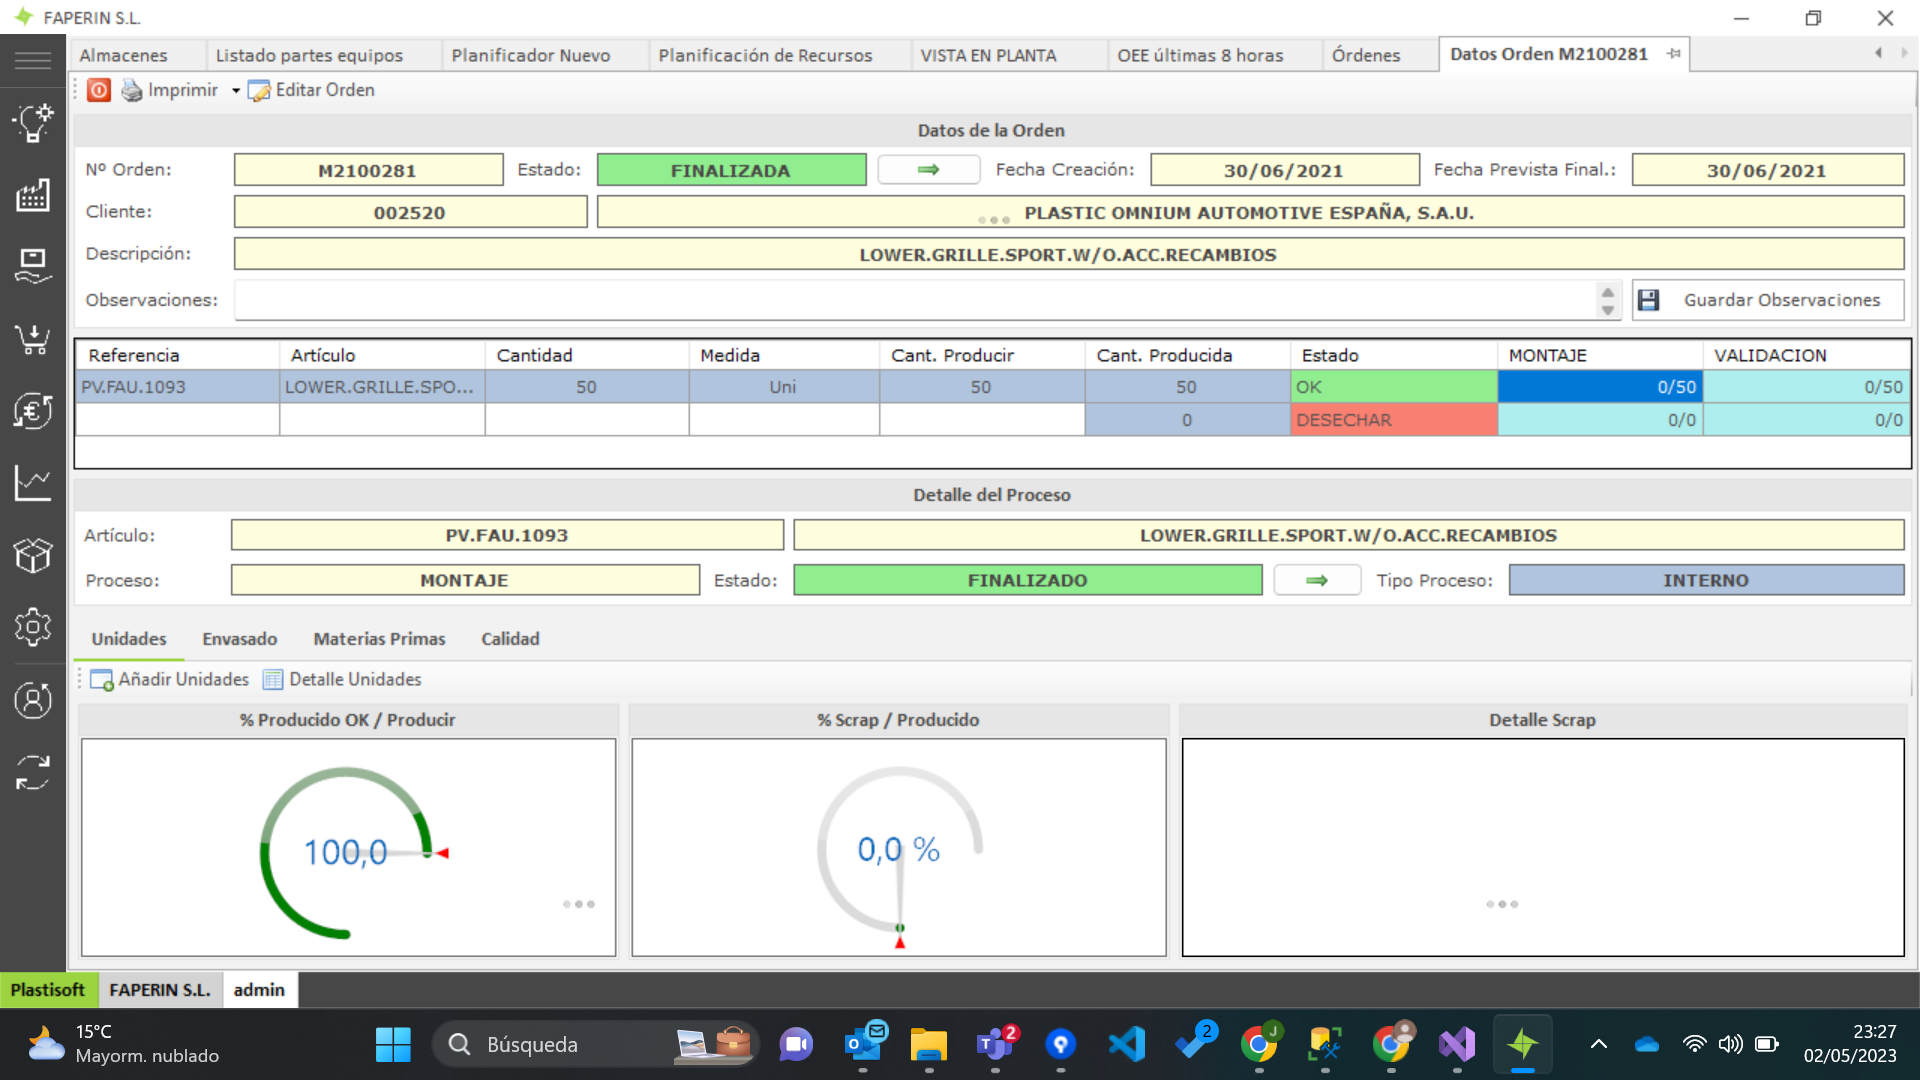 FAPERIN S.L.
Almacenes Listado partes equipos Planificador Nuevo Planificación de Recursos VISTA EN PLANTA OEE últimas 8 horas Órdenes Datos Orden M2100281
Imprimir Editar Orden
Datos de la Orden
Nº Orden: M2100281 Estado: FINALIZADA Fecha Creación: 30/06/2021 Fecha Prevista Final.: 30/06/2021
Cliente: 002520 PLASTIC OMNIUM AUTOMOTIVE ESPAÑA, S.A.U.
Descripción: LOWER.GRILLE.SPORT.W/O.ACC.RECAMBIOS
Observaciones: Guardar Observaciones
Referencia Artículo Cantidad Medida Cant. Producir Cant. Producida Estado MONTAJE VALIDACION
PV.FAU.1093 LOWER.GRILLE.SPO... 50 Uni 50 50 OK 0/50 0/50
0 DESECHAR 0/0 0/0
Detalle del Proceso
Artículo: PV.FAU.1093 LOWER.GRILLE.SPORT.W/O.ACC.RECAMBIOS
Proceso: MONTAJE Estado: FINALIZADO Tipo Proceso: INTERNO
Unidades Envasado Materias Primas Calidad
Añadir Unidades Detalle Unidades
% Producido OK / Producir % Scrap / Producido Detalle Scrap
100,0 0,0 %
Plastisoft FAPERIN S.L. admin
15°C
Mayorm. nublado
Búsqueda
2
J
2
23:27
02/05/2023